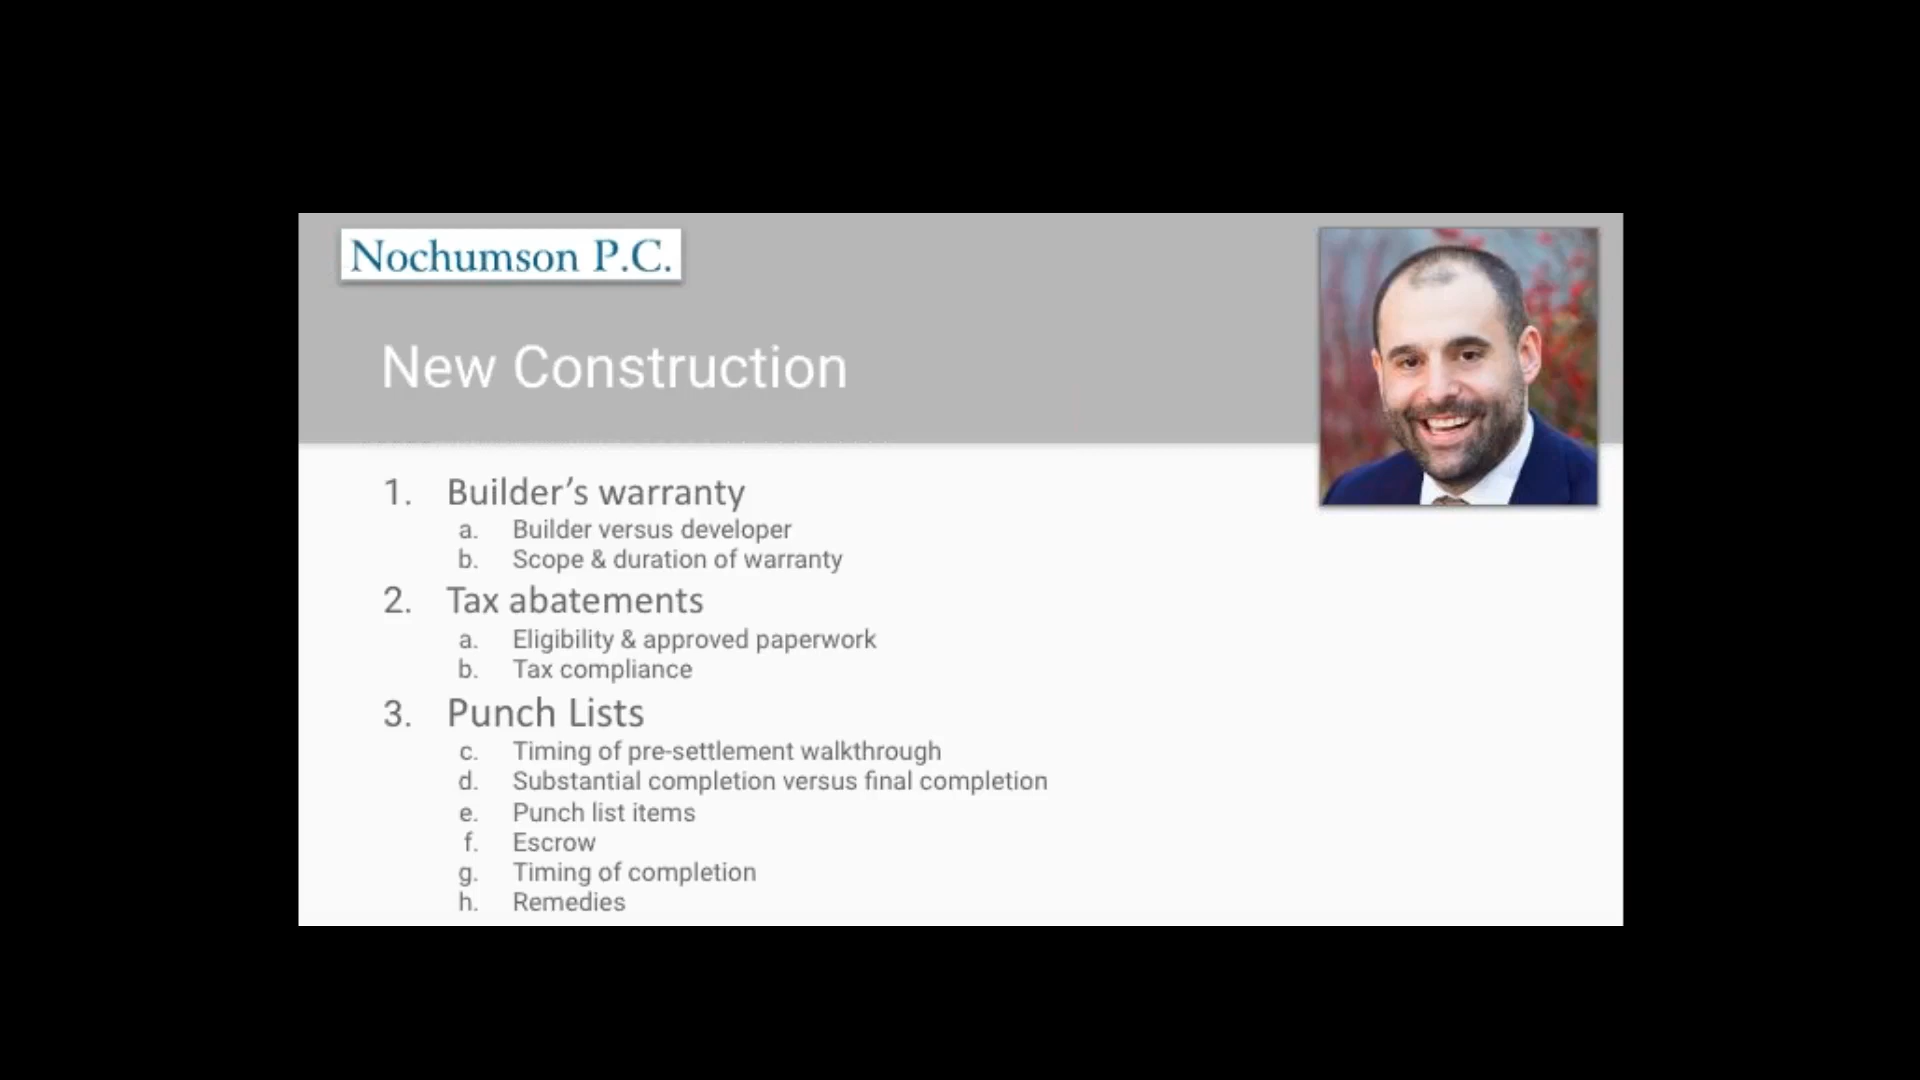 Nochumson P.C.
New Construction
1. Builder’s warranty
a. Builder versus developer
b. Scope & duration of warranty
2. Tax abatements
a. Eligibility & approved paperwork
b. Tax compliance
3. Punch Lists
c. Timing of pre-settlement walkthrough
d. Substantial completion versus final completion
e. Punch list items
f. Escrow
g. Timing of completion
h. Remedies